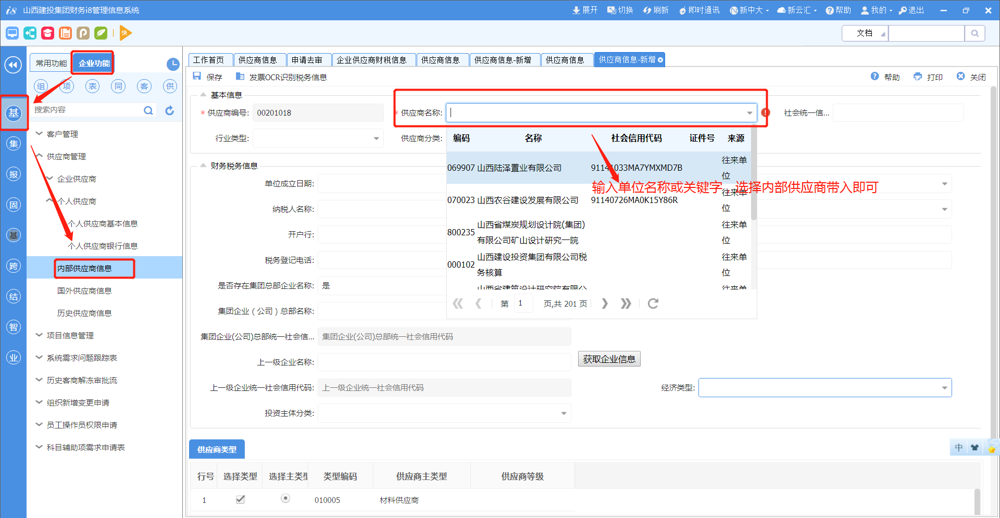 i8 山西建投集团财务i8管理信息系统
展开 切换 刷新 即时通讯 新中大 新云汇 帮助 我的 退出
快 文档
常用功能 企业功能
工作首页 供应商信息 申请去审 企业供应商财税信息 供应商信息 供应商信息-新增 供应商信息 供应商信息-新增
保存 发票OCR识别税务信息 帮助 打印 关闭
组 项 表 同 客 供
搜索内容
基
集
报
固
基
跨
结
智
业
客户管理
供应商管理
企业供应商
个人供应商
个人供应商基本信息
个人供应商银行信息
内部供应商信息
国外供应商信息
历史供应商信息
项目信息管理
系统需求问题跟踪表
历史客商解冻审批流
组织新增变更申请
员工操作员权限申请
科目辅助项需求申请表
基本信息
* 供应商编号: 00201018 * 供应商名称: 社会统一信...
行业类型: 供应商分类:
编码 名称 社会信用代码 证件号 来源
069907 山西陆泽置业有限公司 91141033MA7YMXMD7B 往来单位
070023 山西农谷建设发展有限公司 91140726MA0K15Y86R 往来单位
800235 山西省煤炭规划设计院(集团)有限公司矿山设计研究一院 往来单位
000102 山西建设投资集团有限公司税务核算 往来单位
山西省建筑设计研究院有限公 往来单
第 1 页,共 201 页
输入单位名称或关键字，选择内部供应商带入即可
财务税务信息
单位成立日期:
纳税人名称:
开户行:
税务登记电话:
是否存在集团总部企业名称: 是
集团企业（公司）总部名称:
集团企业(公司)总部统一社会信... 集团企业(公司)总部统一社会信用代码
上一级企业名称: 获取企业信息
上一级企业统一社会信用代码: 上一级企业统一社会信用代码 经济类型:
投资主体分类:
供应商类型
行号 选择类型 选择主类型 类型编码 供应商主类型 供应商等级
1 010005 材料供应商
中